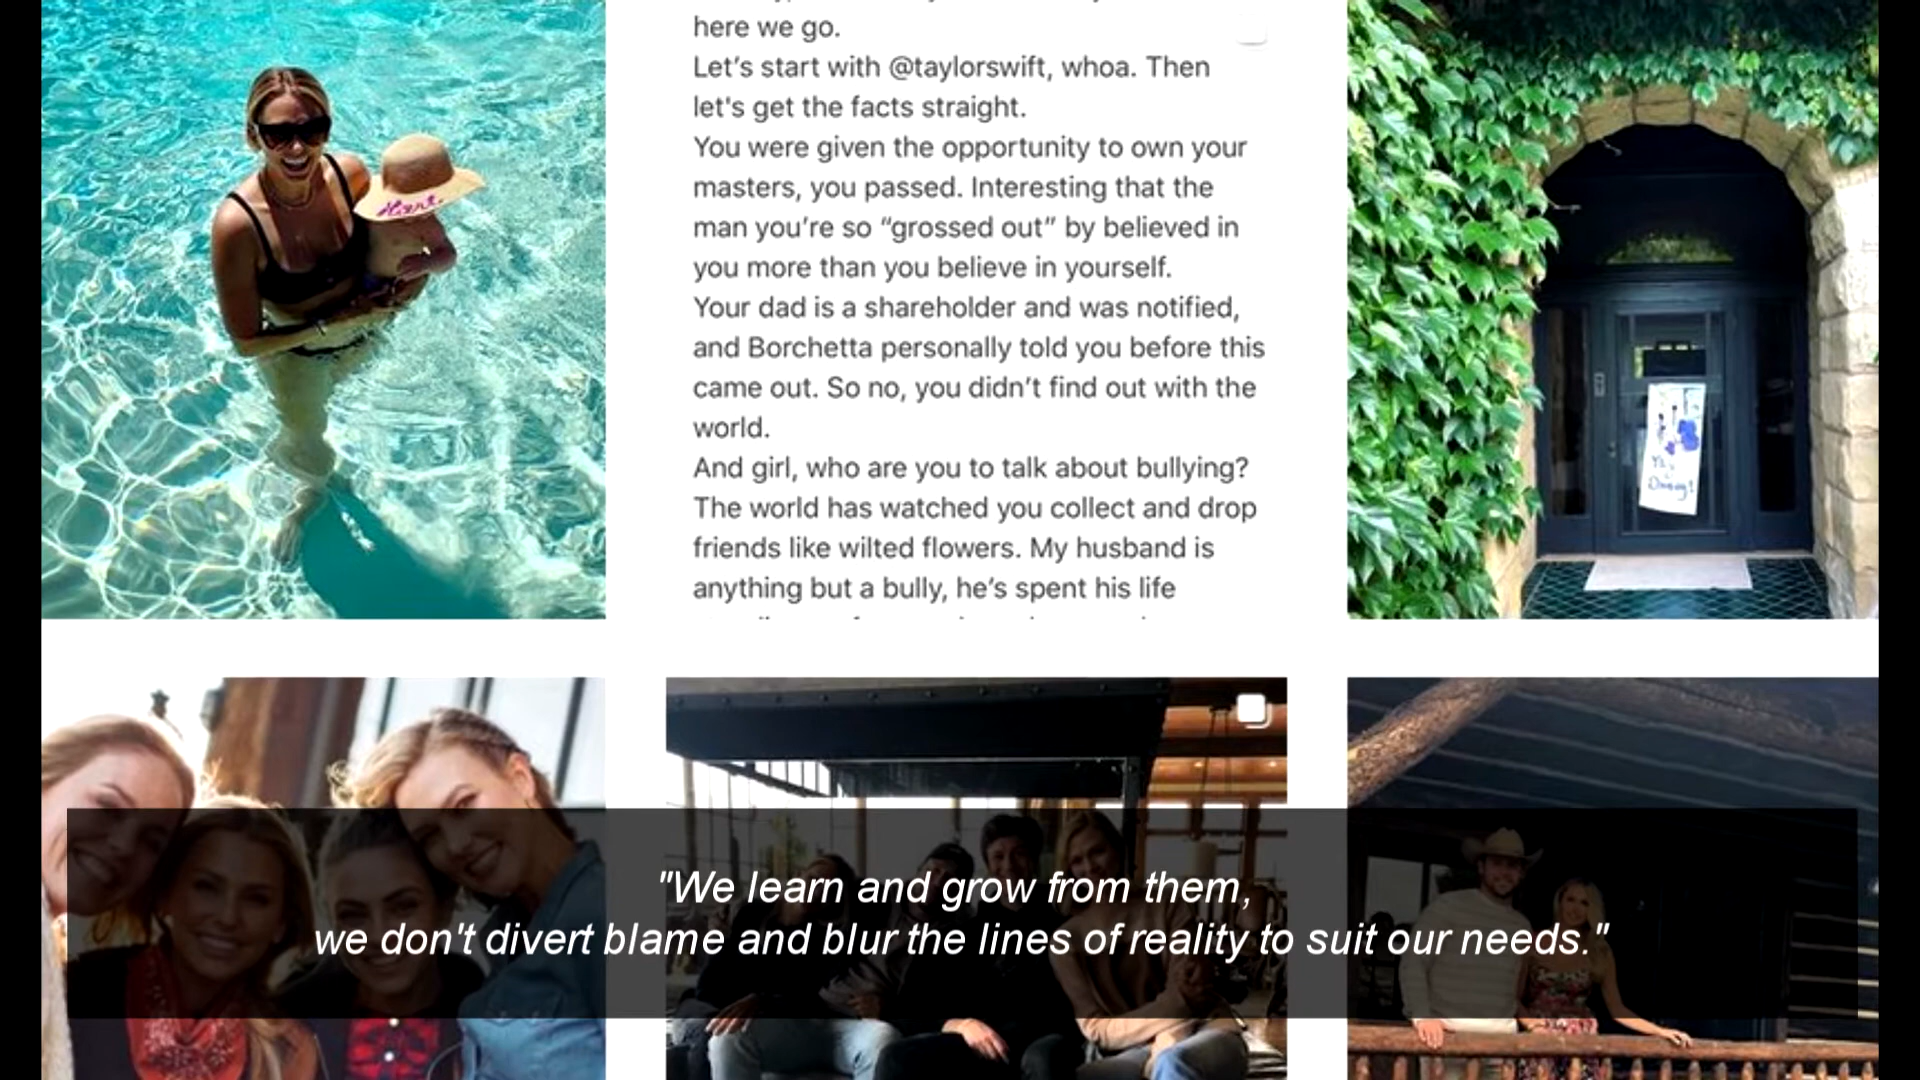 here we go.
Let's start with @taylorswift, whoa. Then
let's get the facts straight.
You were given the opportunity to own your
masters, you passed. Interesting that the
man you're so “grossed out” by believed in
you more than you believe in yourself.
Your dad is a shareholder and was notified,
and Borchetta personally told you before this
came out. So no, you didn't find out with the
world.
And girl, who are you to talk about bullying?
The world has watched you collect and drop
friends like wilted flowers. My husband is
anything but a bully, he's spent his life
"We learn and grow from them,
we don't divert blame and blur the lines of reality to suit our needs."